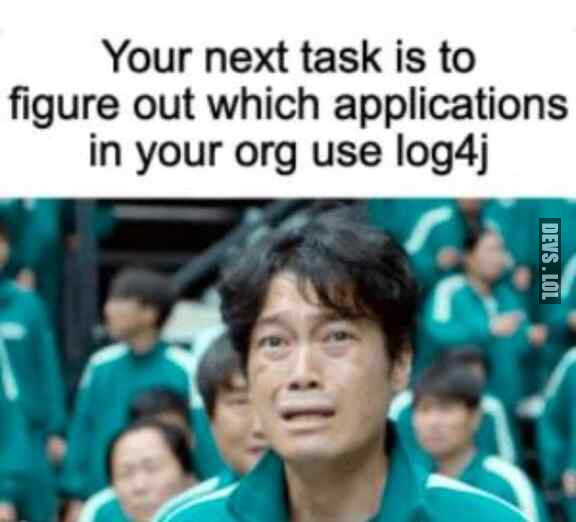 Your next task is to
figure out which applications
in your org use log4j
DEVS.LOL